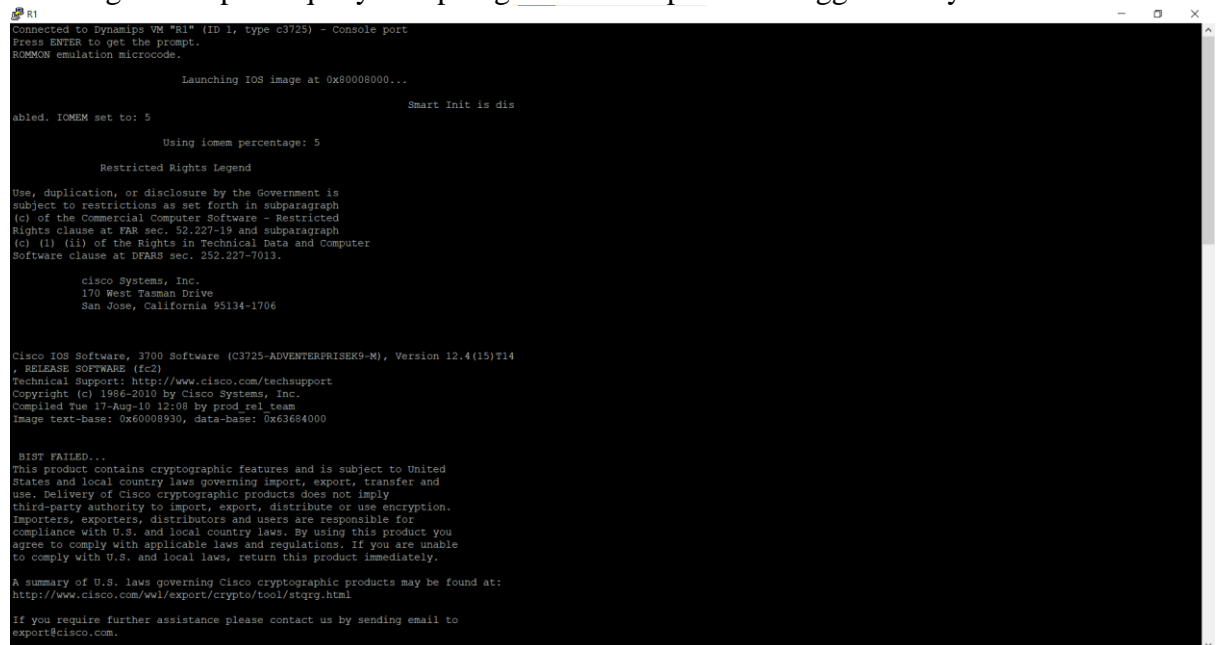 R1
Connected to Dynamips VM "R1" (ID 1, type c3725) - Console port
Press ENTER to get the prompt.
ROMMON emulation microcode.
Launching IOS image at 0x80008000...
Smart Init is dis
abled. IOMEM set to: 5
Using iomem percentage: 5
Restricted Rights Legend
Use, duplication, or disclosure by the Government is
subject to restrictions as set forth in subparagraph
(c) of the Commercial Computer Software - Restricted
Rights clause at FAR sec. 52.227-19 and subparagraph
(c) (1) (ii) of the Rights in Technical Data and Computer
Software clause at DFARS sec. 252.227-7013.
cisco Systems, Inc.
170 West Tasman Drive
San Jose, California 95134-1706
Cisco IOS Software, 3700 Software (C3725-ADVENTERPRISEK9-M), Version 12.4(15)T14
, RELEASE SOFTWARE (fc2)
Technical Support: http://www.cisco.com/techsupport
Copyright (c) 1986-2010 by Cisco Systems, Inc.
Compiled Tue 17-Aug-10 12:08 by prod_rel_team
Image text-base: 0x60008930, data-base: 0x63684000
BIST FAILED...
This product contains cryptographic features and is subject to United
States and local country laws governing import, export, transfer and
use. Delivery of Cisco cryptographic products does not imply
third-party authority to import, export, distribute or use encryption.
Importers, exporters, distributors and users are responsible for
compliance with U.S. and local country laws. By using this product you
agree to comply with applicable laws and regulations. If you are unable
to comply with U.S. and local laws, return this product immediately.
A summary of U.S. laws governing Cisco cryptographic products may be found at:
http://www.cisco.com/wwl/export/crypto/tool/stqrg.html
If you require further assistance please contact us by sending email to
export@cisco.com.